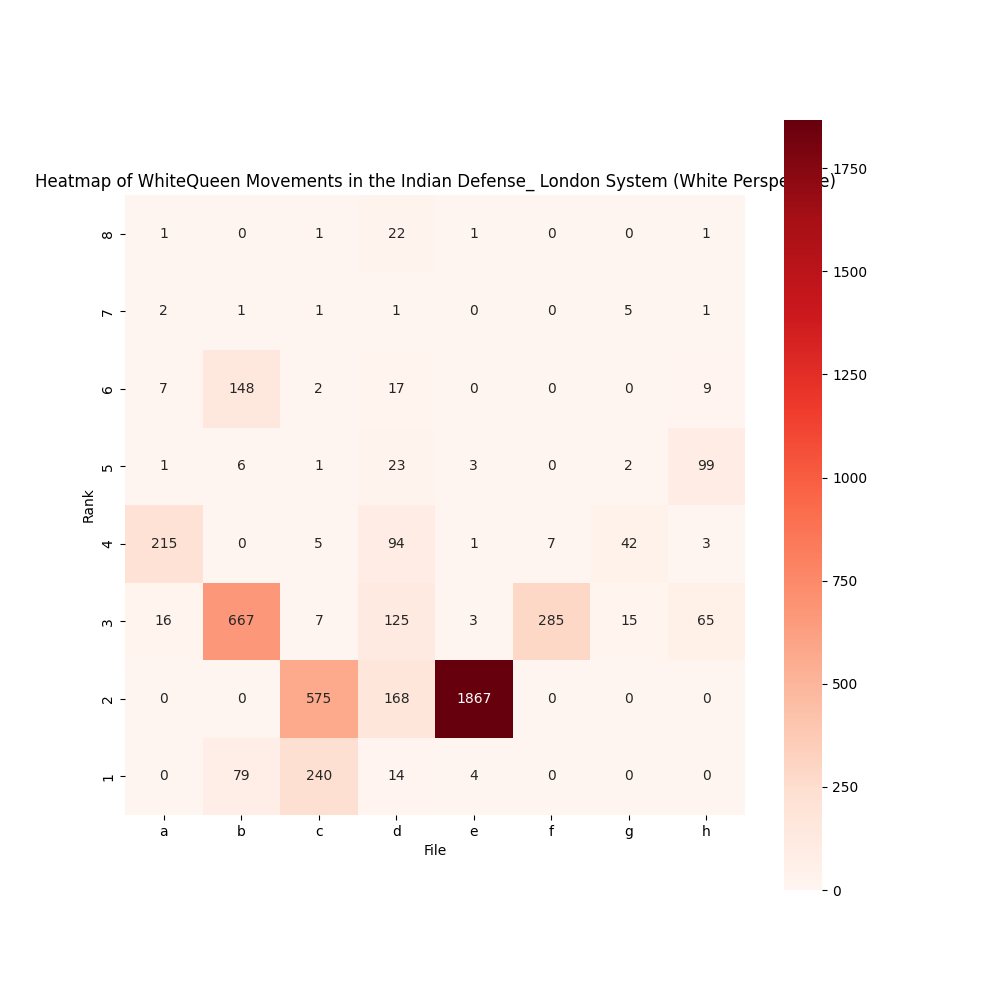 Heatmap of WhiteQueen Movements in the Indian Defense_ London System (White Perspe e)
8 1 0 1 22 1 0 0 1
7 2 1 1 1 0 0 5 1
6 7 148 2 17 0 0 0 9
5 1 6 1 23 3 0 2 99
4 215 0 5 94 1 7 42 3
3 16 667 7 125 3 285 15 65
2 0 0 575 168 1867 0 0 0
1 0 79 240 14 4 0 0 0
a b c d e f g h
File
Rank
1750
1500
1250
1000
750
500
250
0